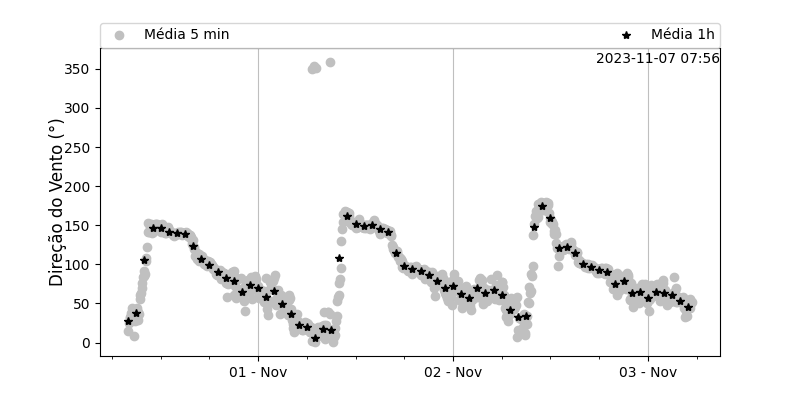 Média 5 min
Média 1h
2023-11-07 07:56
Direção do Vento (°)
350
300
250
200
150
100
50
0
01 - Nov
02 - Nov
03 - Nov